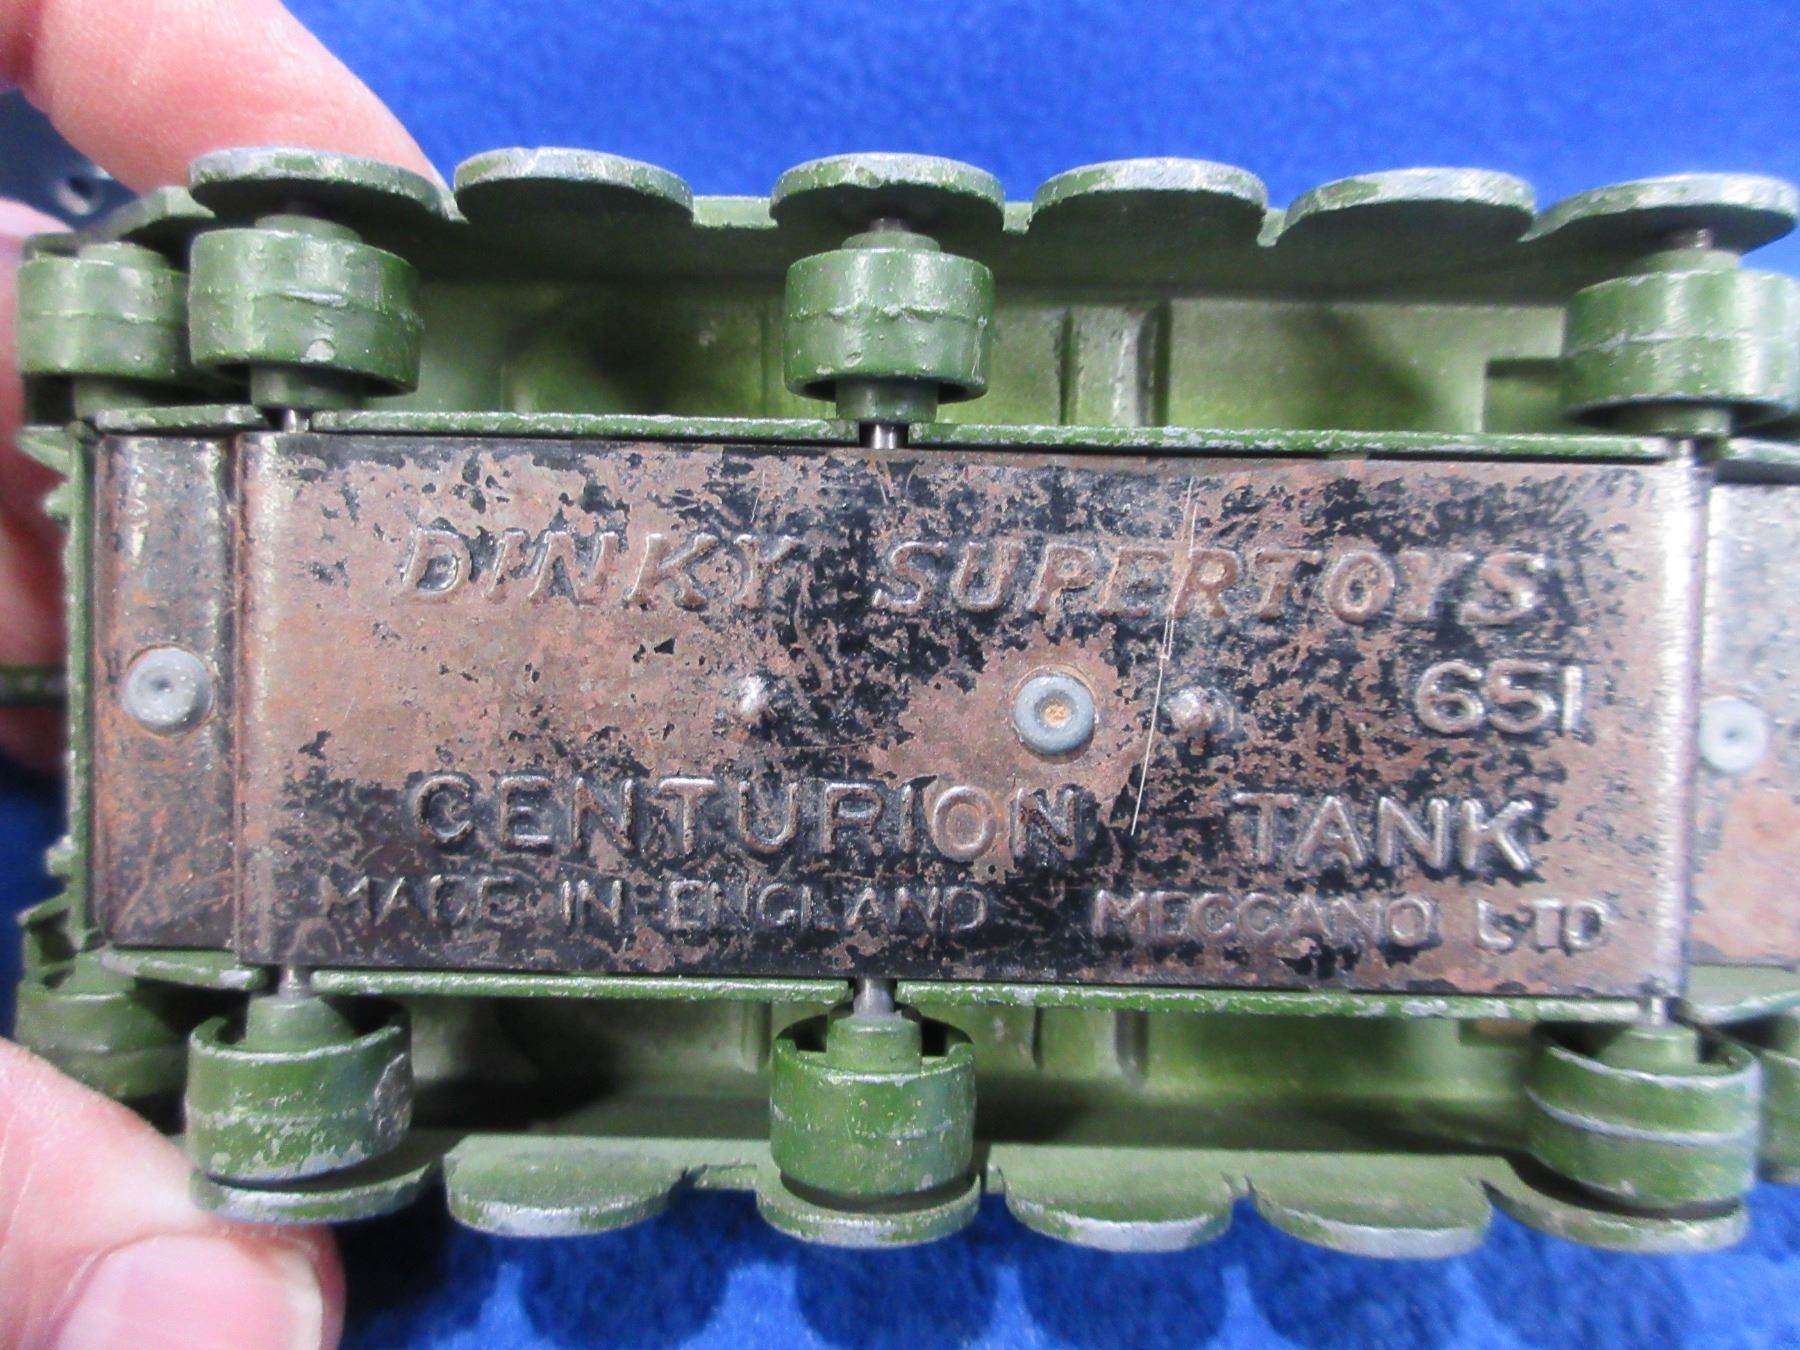 DINKY SUPERTOYS
651
CENTURION TANK
MADE IN ENGLAND MECCANO LTD